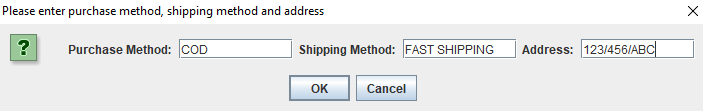 Please enter purchase method, shipping method and address
Purchase Method: COD Shipping Method: FAST SHIPPING Address: 123/456/ABC
OK Cancel